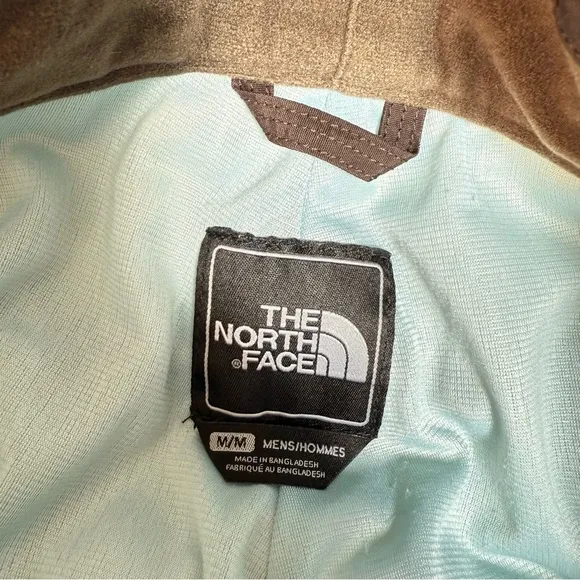 THE
NORTH
®FACE
M/M MENS/HOMMES
MADE IN BANGLADESH
FABRIQUÉ AU BANGLADESH